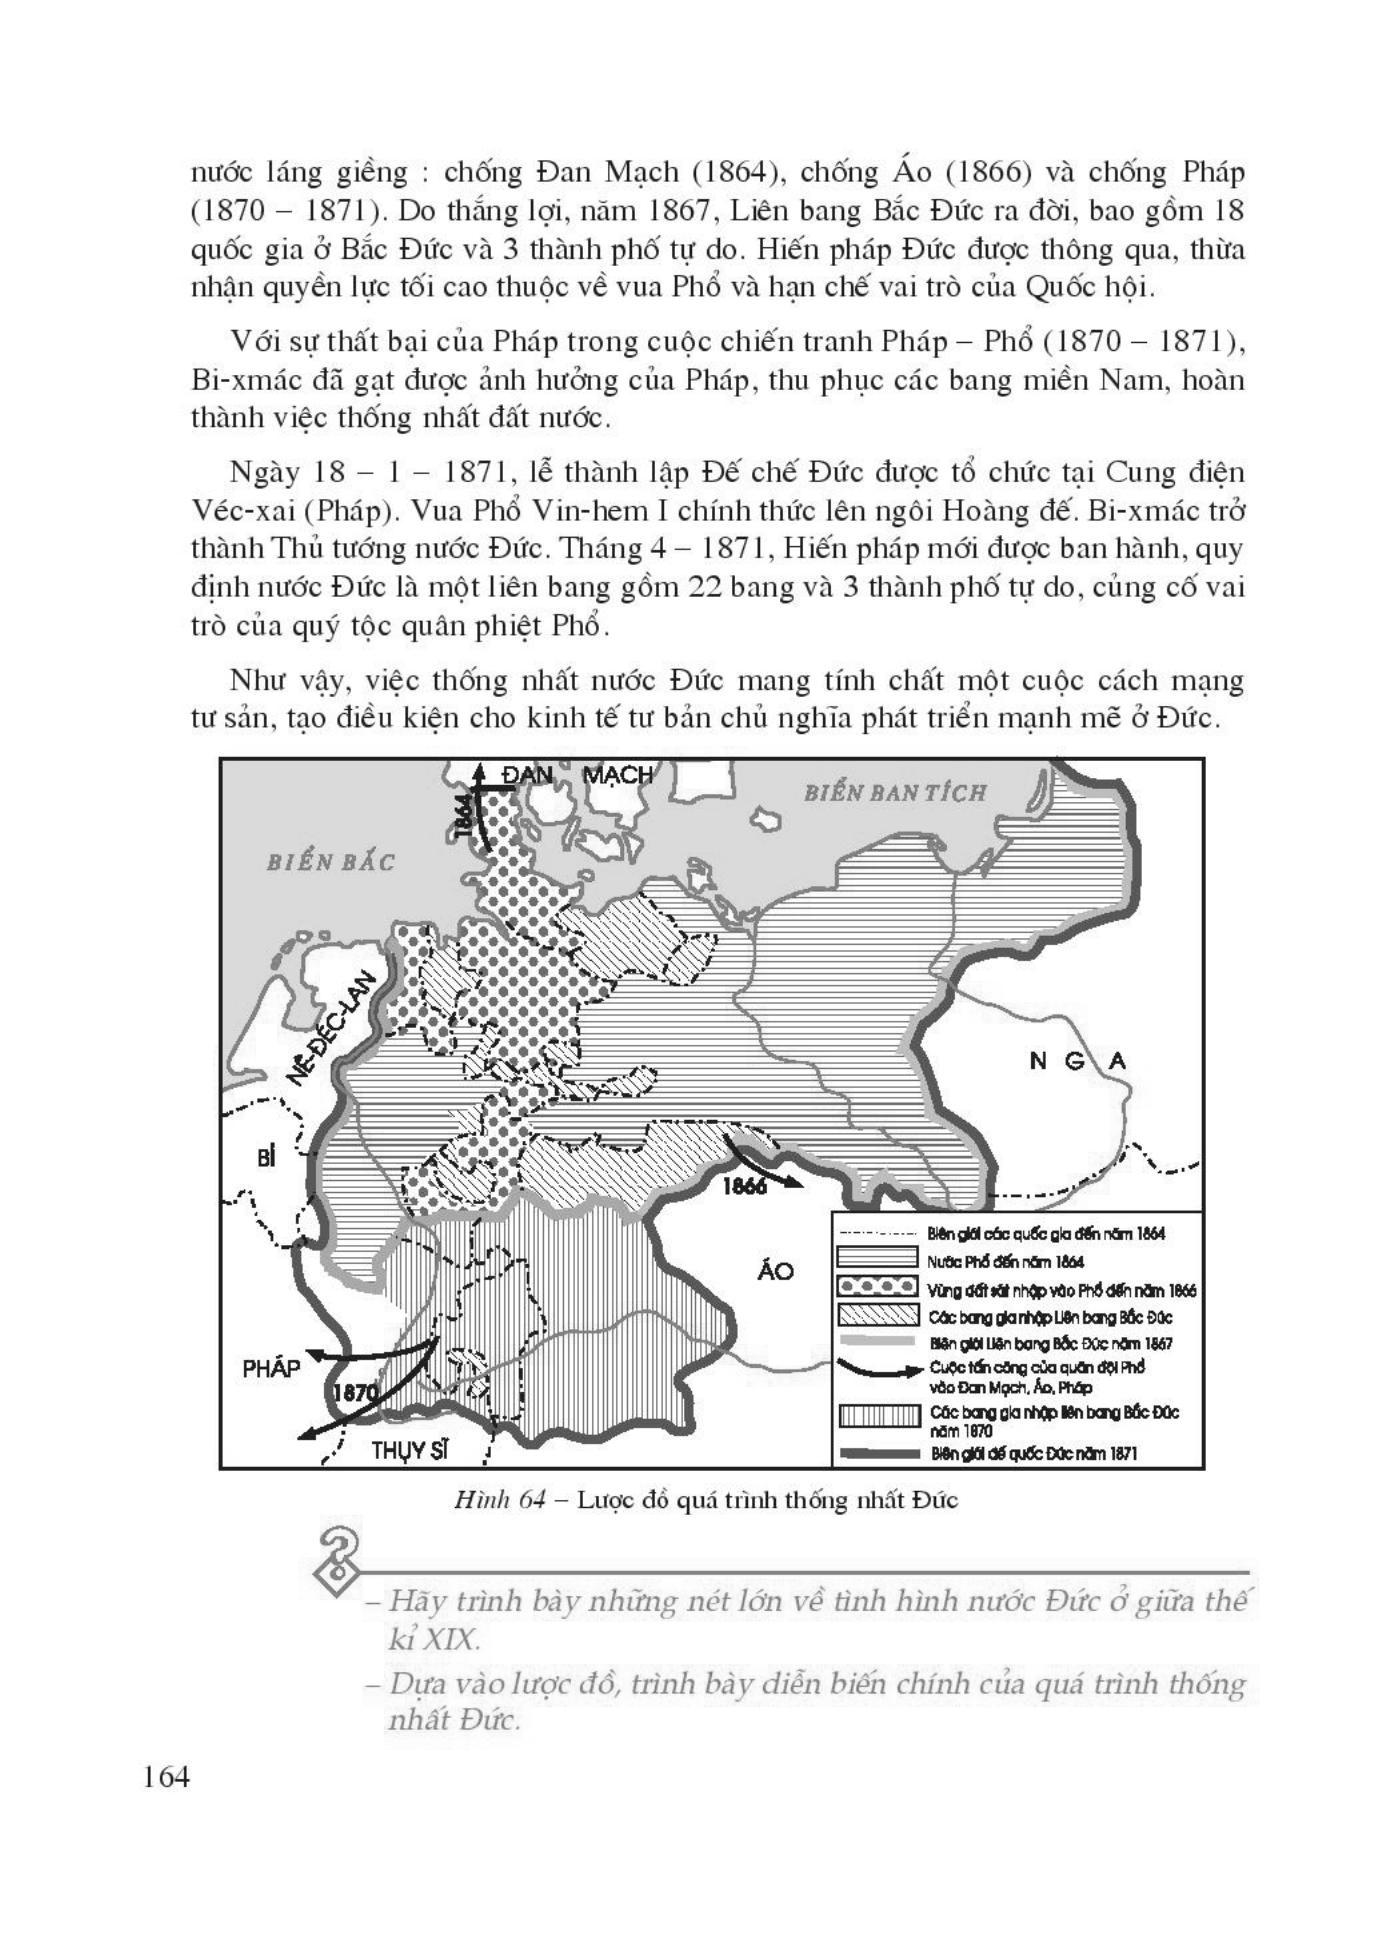 nước láng giềng : chống Đan Mạch (1864), chống Áo (1866) và chống Pháp
(1870 – 1871). Do thắng lợi, năm 1867, Liên bang Bắc Đức ra đời, bao gồm 18
quốc gia ở Bắc Đức và 3 thành phố tự do. Hiến pháp Đức được thông qua, thừa
nhận quyền lực tối cao thuộc về vua Phổ và hạn chế vai trò của Quốc hội.
Với sự thất bại của Pháp trong cuộc chiến tranh Pháp – Phổ (1870 – 1871),
Bi-xmác đã gạt được ảnh hưởng của Pháp, thu phục các bang miền Nam, hoàn
thành việc thống nhất đất nước.
Ngày 18 – 1 – 1871, lễ thành lập Đế chế Đức được tổ chức tại Cung điện
Véc-xai (Pháp). Vua Phổ Vin-hem I chính thức lên ngôi Hoàng đế. Bi-xmác trở
thành Thủ tướng nước Đức. Tháng 4 – 1871, Hiến pháp mới được ban hành, quy
định nước Đức là một liên bang gồm 22 bang và 3 thành phố tự do, củng cố vai
trò của quý tộc quân phiệt Phổ.
Như vậy, việc thống nhất nước Đức mang tính chất một cuộc cách mạng
tư sản, tạo điều kiện cho kinh tế tư bản chủ nghĩa phát triển mạnh mẽ ở Đức.
ĐAN MẠCH
BIỂN BAN TÍCH
1864
BIỂN BẮC
NÊ-ĐÉC-LAN
NGA
BỈ
1866
ÁO
PHÁP
1870
THỤY SĨ
Biên giới các quốc gia đến năm 1864
Nước Phổ đến năm 1864
Vùng đất sát nhập vào Phổ đến năm 1866
Các bang gia nhập Liên bang Bắc Đức
Biên giới Liên bang Bắc Đức năm 1867
Cuộc tấn công của quân đội Phổ
vào Đan Mạch, Áo, Pháp
Các bang gia nhập liên bang Bắc Đức
năm 1870
Biên giới đế quốc Đức năm 1871
Hình 64 – Lược đồ quá trình thống nhất Đức
?
– Hãy trình bày những nét lớn về tình hình nước Đức ở giữa thế
kỉ XIX.
– Dựa vào lược đồ, trình bày diễn biến chính của quá trình thống
nhất Đức.
164